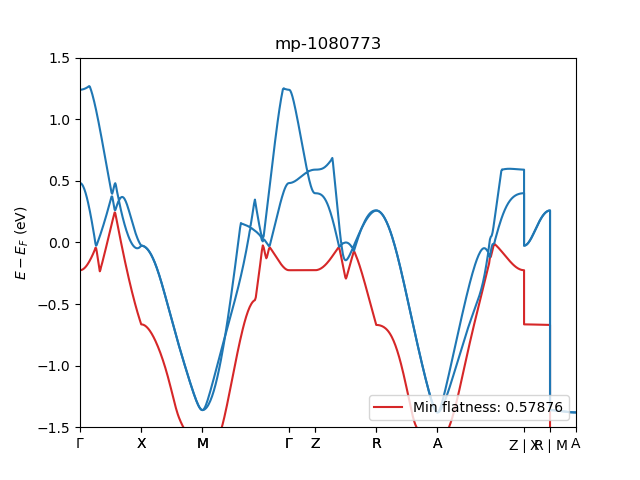 mp-1080773
E − E_F (eV)
1.5
1.0
0.5
0.0
−0.5
−1.0
−1.5
Min flatness: 0.57876
Γ X M Γ Z R A Z | X R | M A